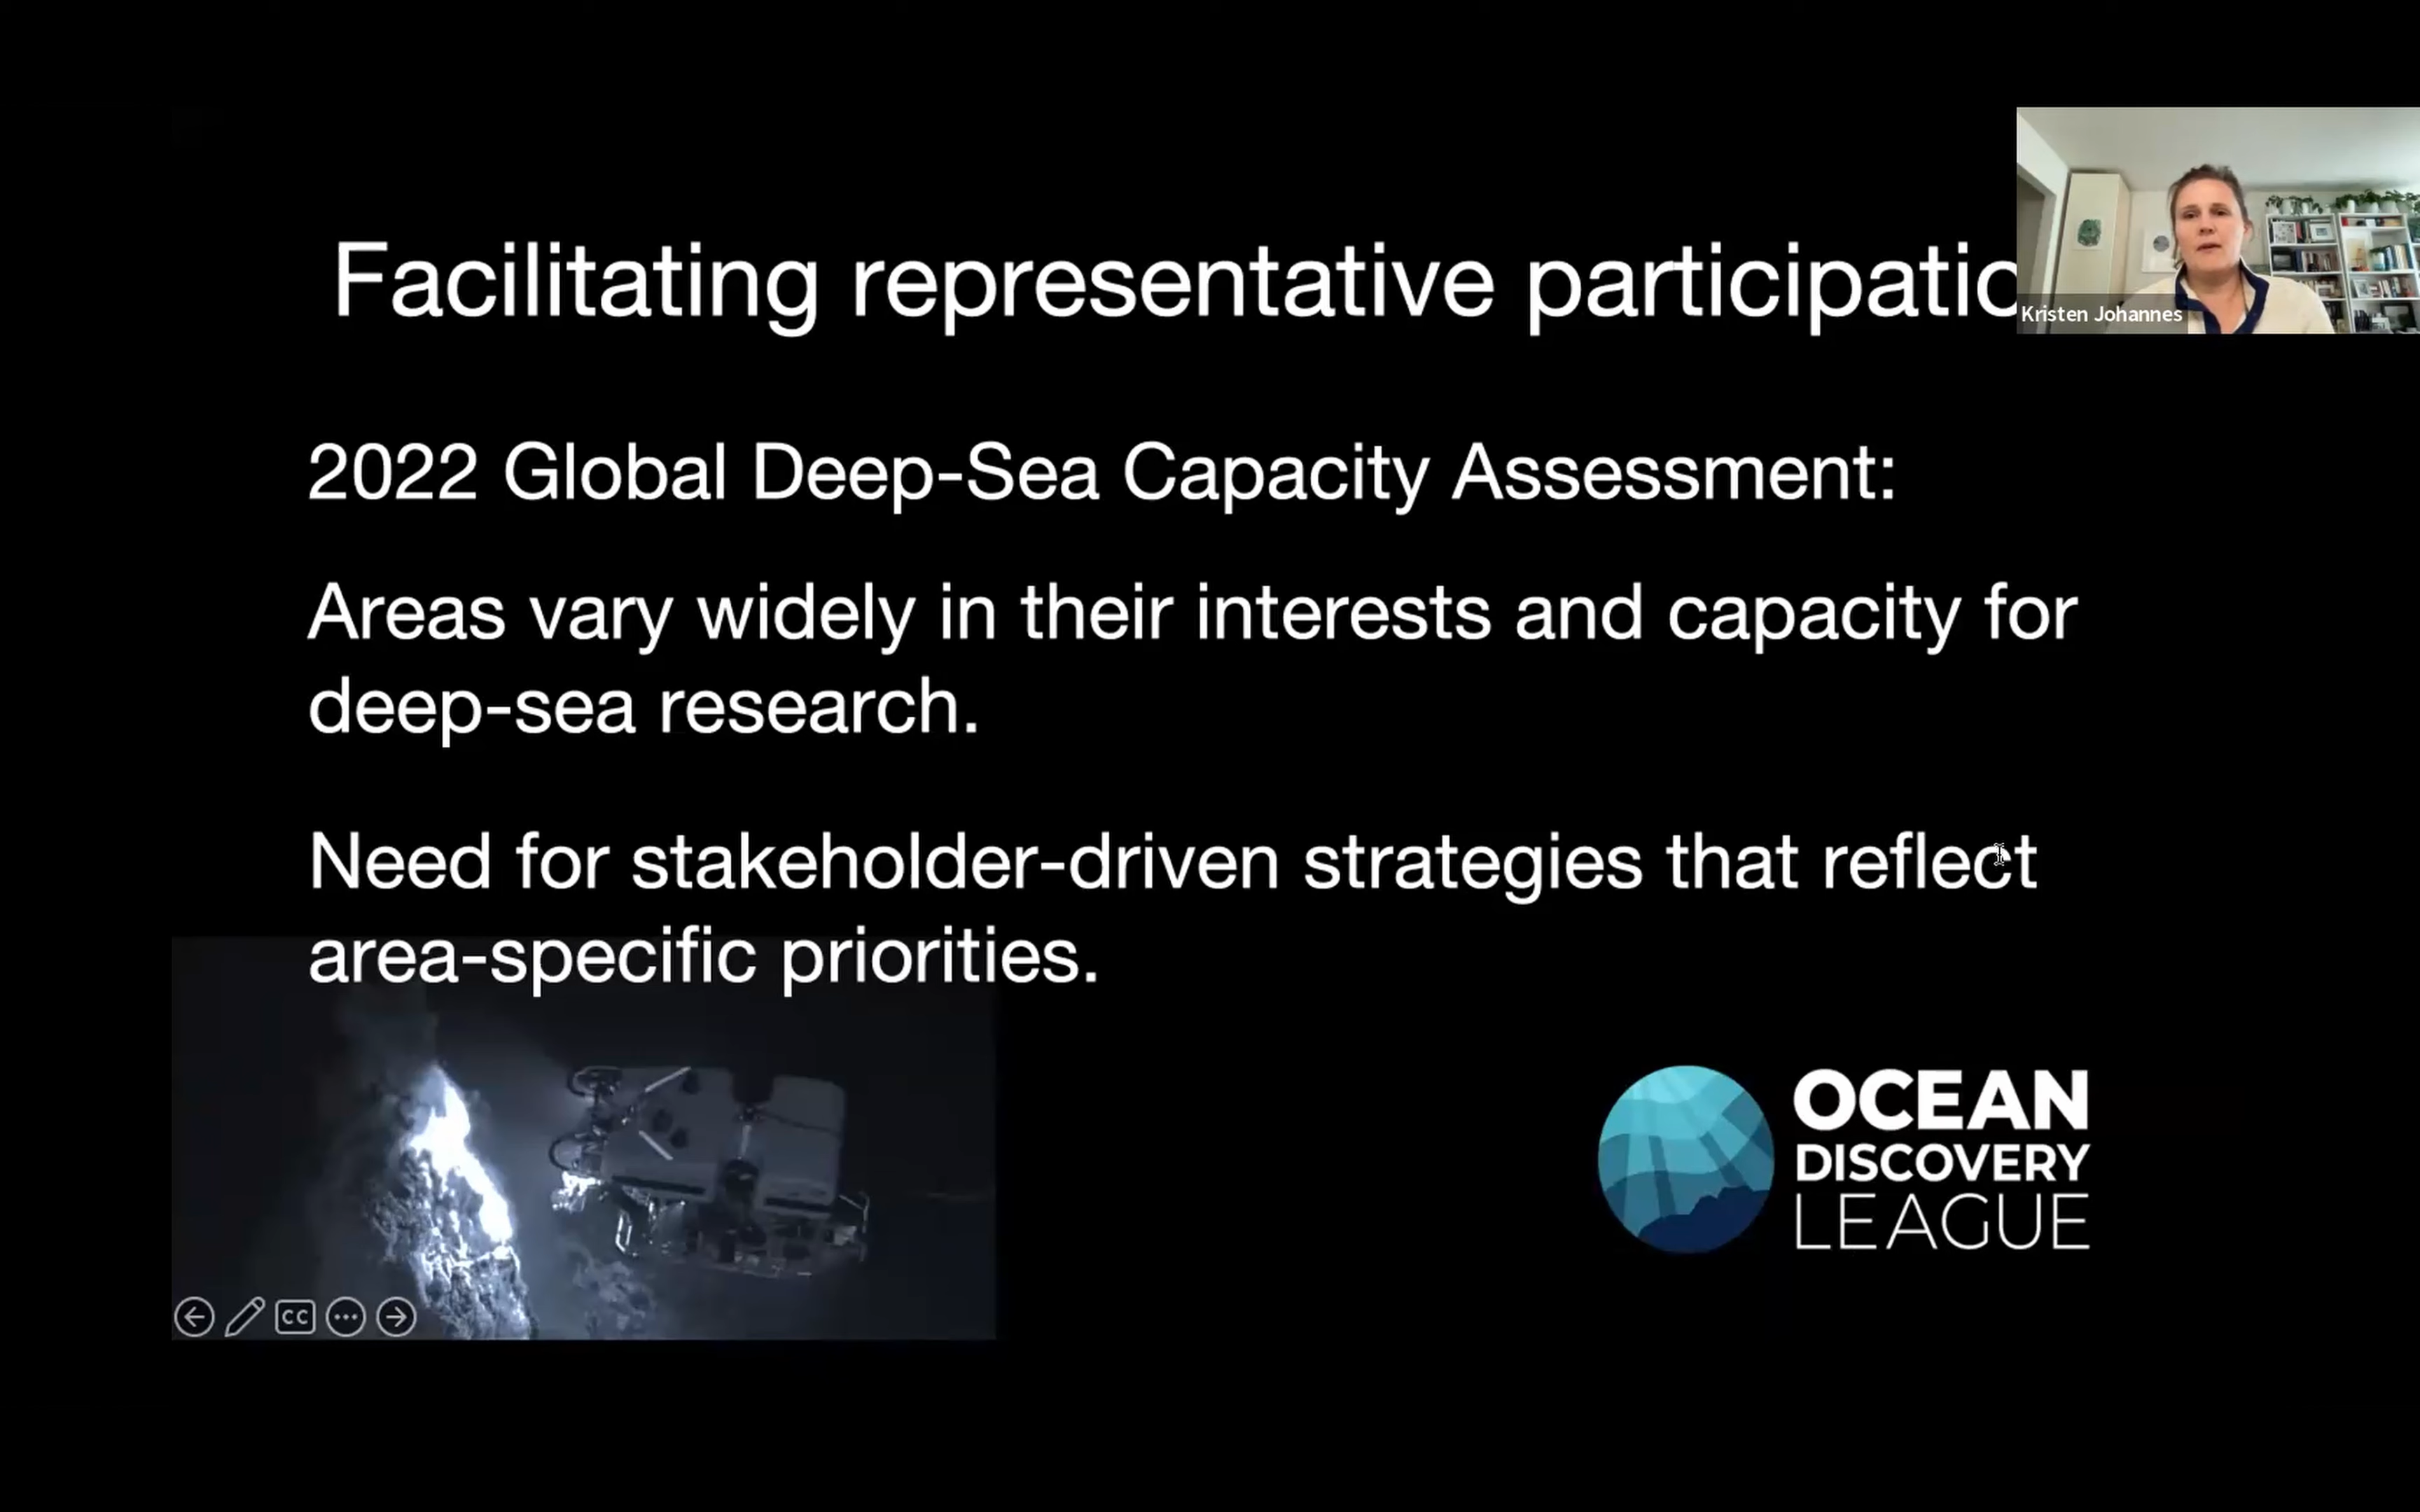 Facilitating representative participatio
Kristen Johannes
2022 Global Deep-Sea Capacity Assessment:
Areas vary widely in their interests and capacity for
deep-sea research.
Need for stakeholder-driven strategies that reflect
area-specific priorities.
OCEAN
DISCOVERY
LEAGUE
CC